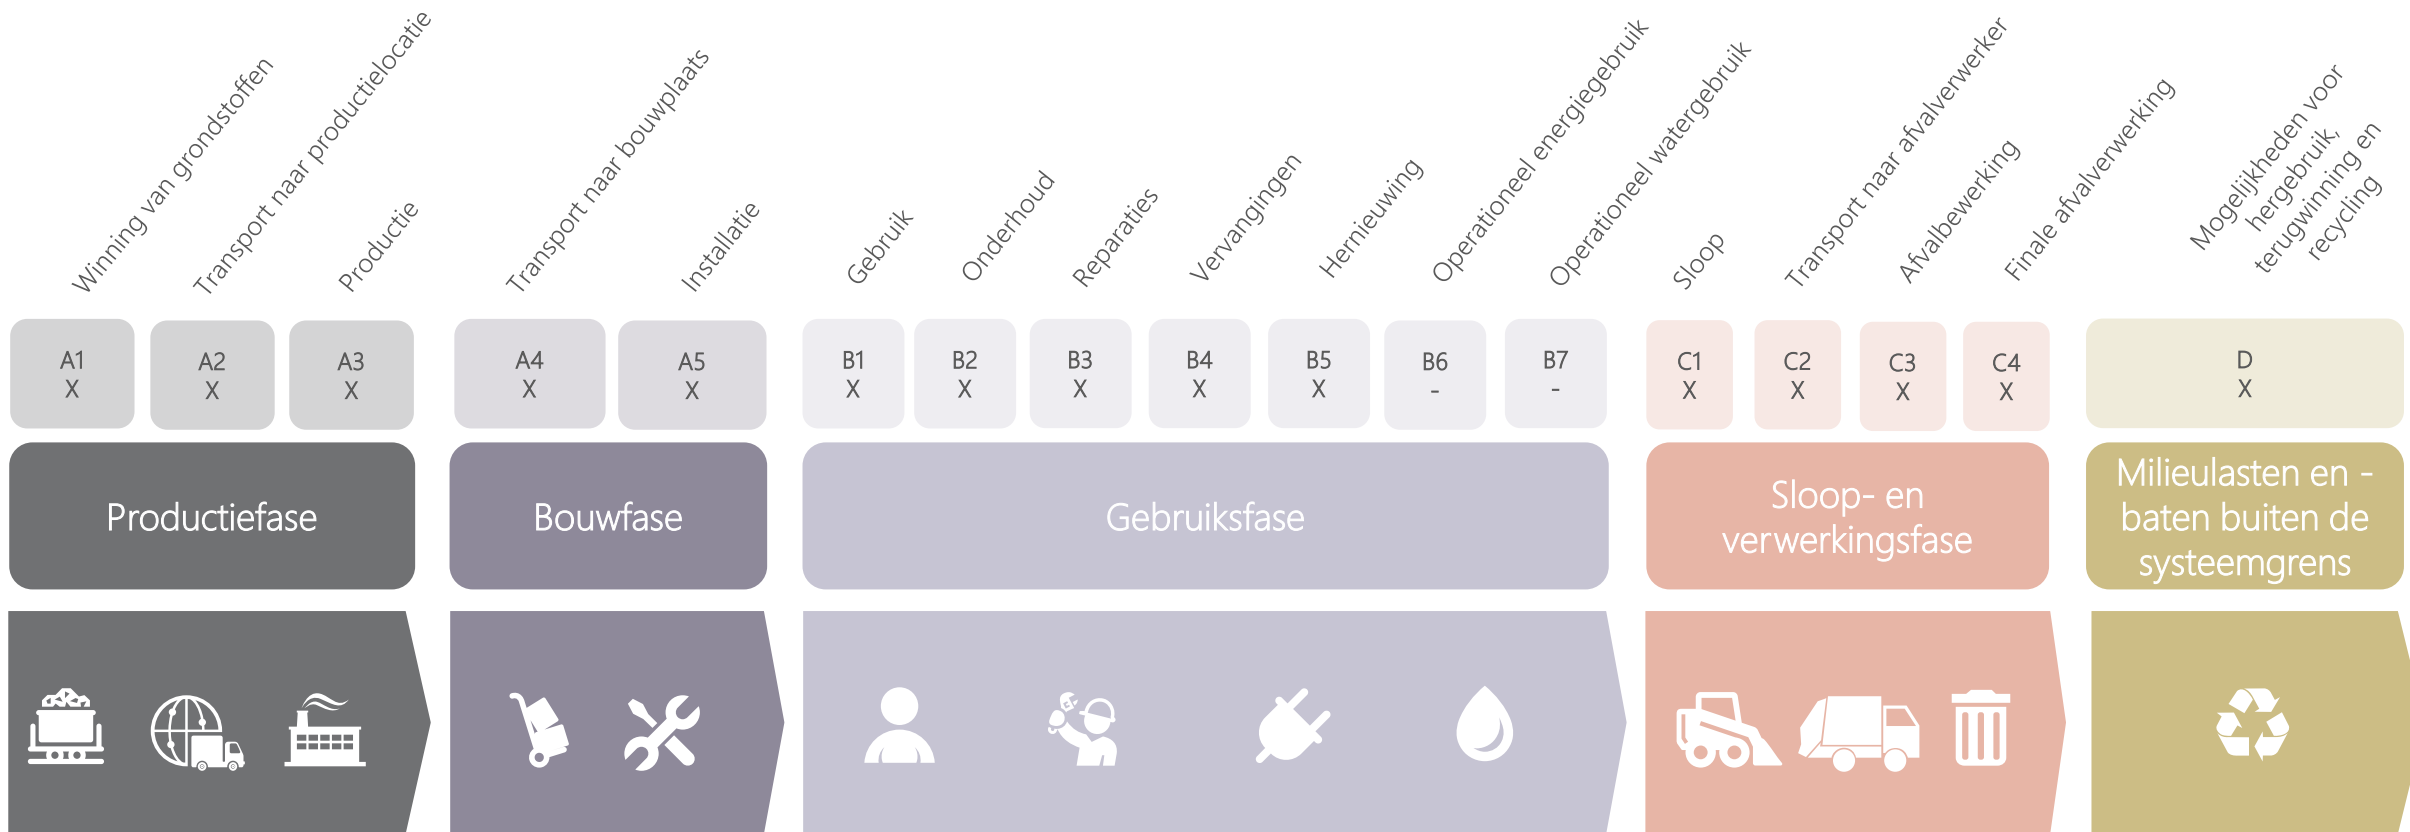 Winning van grondstoffen
Transport naar productielocatie
Productie
Transport naar bouwplaats
Installatie
Gebruik
Onderhoud
Reparaties
Vervangingen
Hernieuwing
Operationeel energiegebruik
Operationeel watergebruik
Sloop
Transport naar afvalverwerker
Afvalbewerking
Finale afvalverwerking
Mogelijkheden voor
hergebruik,
terugwinning en
recycling
A1
X
A2
X
A3
X
A4
X
A5
X
B1
X
B2
X
B3
X
B4
X
B5
X
B6
-
B7
-
C1
X
C2
X
C3
X
C4
X
D
X
Productiefase
Bouwfase
Gebruiksfase
Sloop- en
verwerkingsfase
Milieulasten en -
baten buiten de
systeemgrens